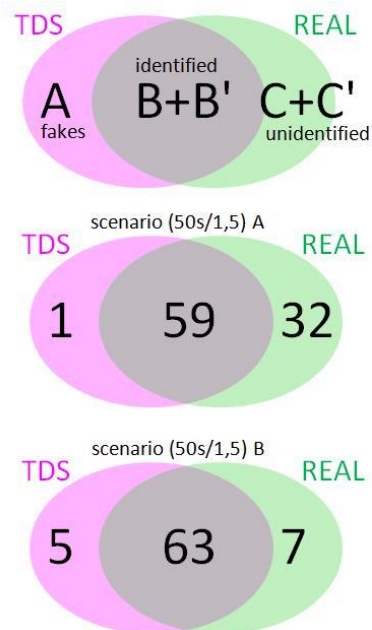 TDS REAL
identified
A B+B' C+C'
fakes unidentified
scenario (50s/1,5) A
TDS REAL
1 59 32
scenario (50s/1,5) B
TDS REAL
5 63 7